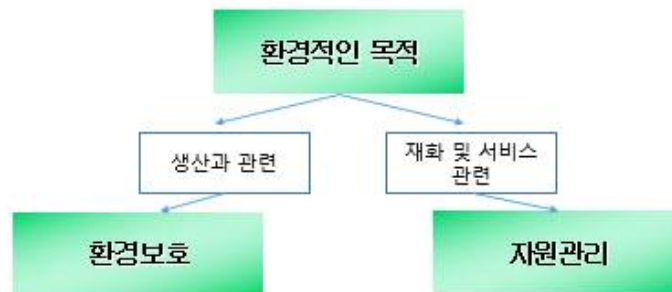 환경적인 목적
생산과 관련
재화 및 서비스
관련
환경보호
자원관리